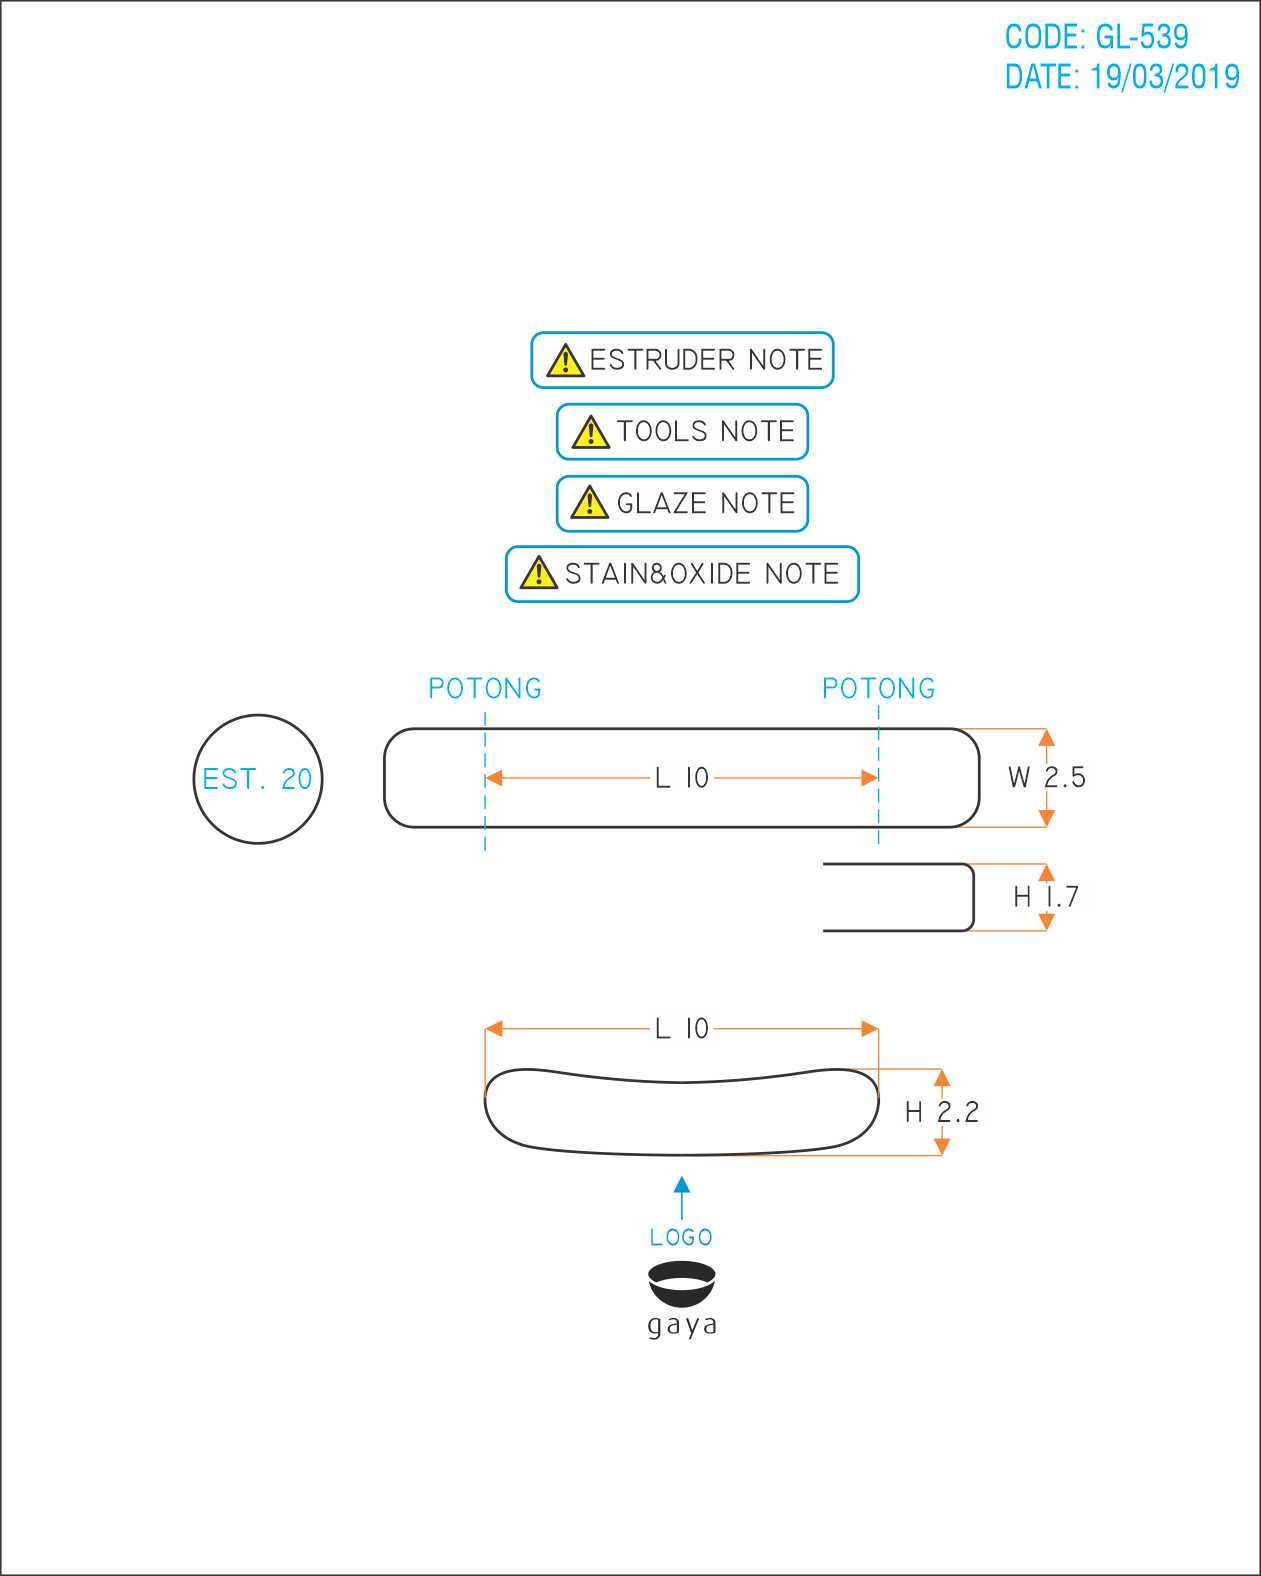 CODE: GL-539
DATE: 19/03/2019
ESTRUDER NOTE
TOOLS NOTE
GLAZE NOTE
STAIN&OXIDE NOTE
POTONG POTONG
EST. 20
L 10
W 2.5
H 1.7
L 10
H 2.2
LOGO
gaya